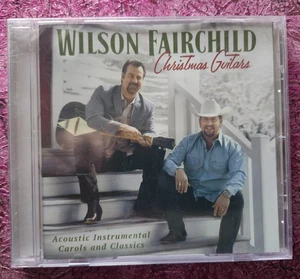 WILSON FAIRCHILD
Christmas Guitars
Acoustic Instrumental
Carols and Classics